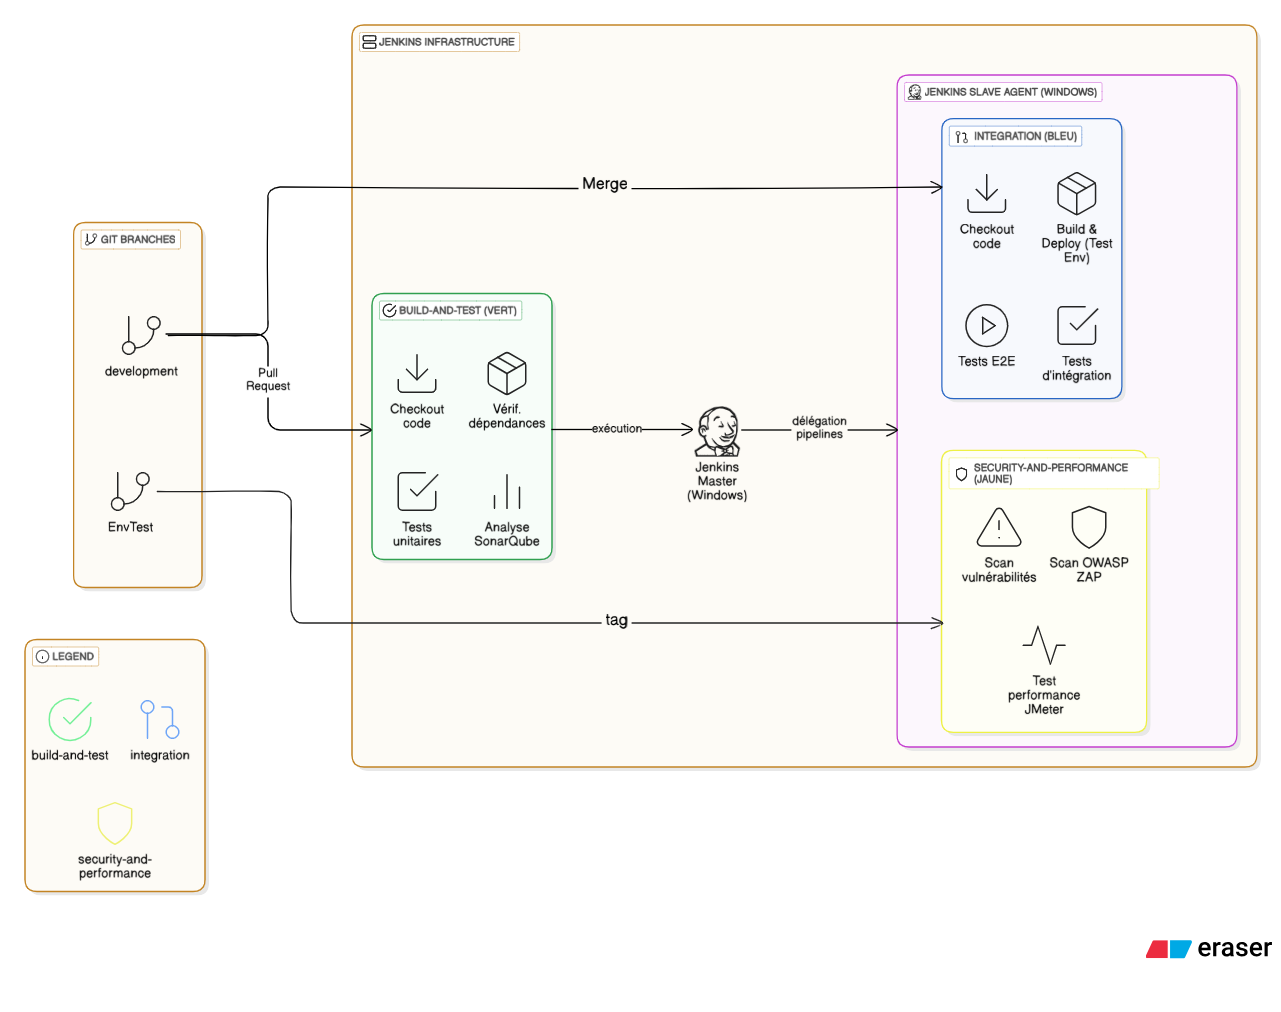 JENKINS INFRASTRUCTURE
JENKINS SLAVE AGENT (WINDOWS)
INTEGRATION (BLEU)
Merge
Checkout
code
Build &
Deploy (Test
Env)
Tests E2E
Tests
d'intégration
GIT BRANCHES
development
Pull
Request
EnvTest
BUILD-AND-TEST (VERT)
Checkout
code
Vérif.
dépendances
Tests
unitaires
Analyse
SonarQube
exécution
Jenkins
Master
(Windows)
délégation
pipelines
SECURITY-AND-PERFORMANCE
(JAUNE)
Scan
vulnérabilités
Scan OWASP
ZAP
Test
performance
JMeter
tag
LEGEND
build-and-test
integration
security-and-
performance
eraser